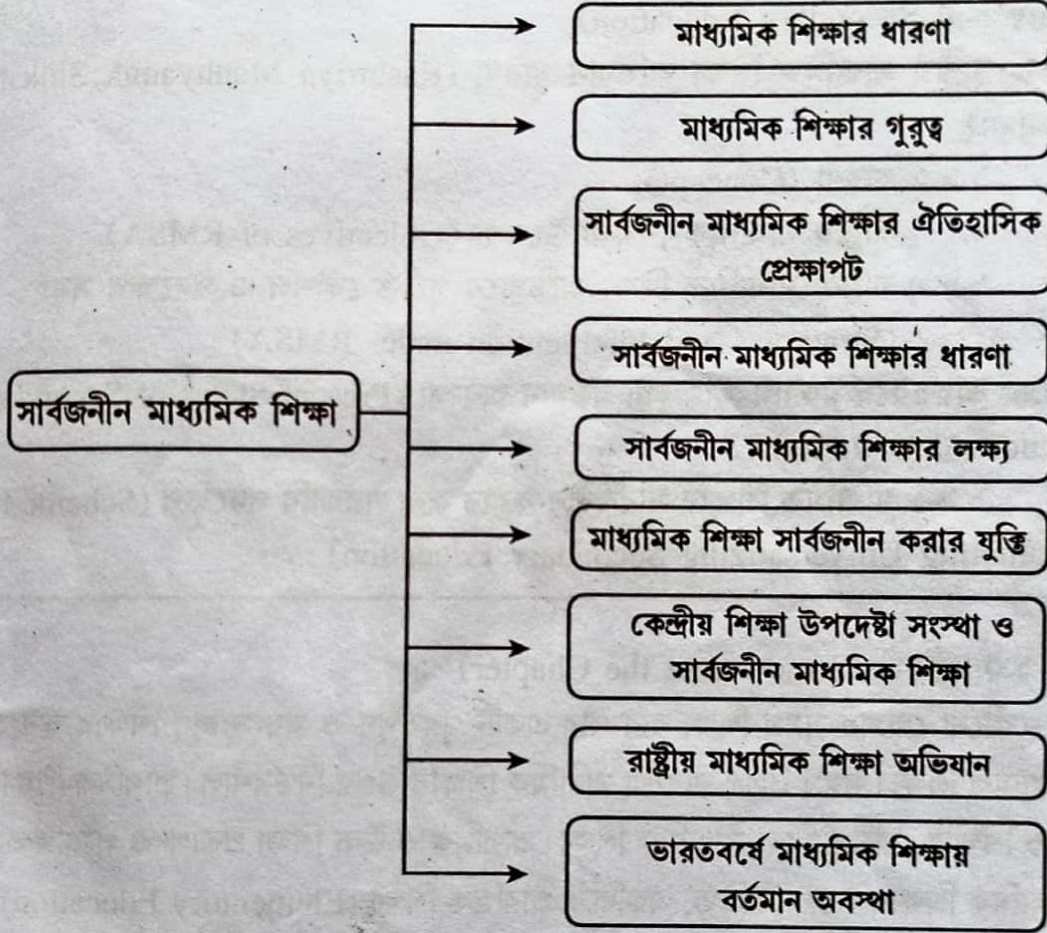 মাধ্যমিক শিক্ষার ধারণা
মাধ্যমিক শিক্ষার গুরুত্ব
সার্বজনীন মাধ্যমিক শিক্ষার ঐতিহাসিক
প্রেক্ষাপট
সার্বজনীন মাধ্যমিক শিক্ষার ধারণা
সার্বজনীন মাধ্যমিক শিক্ষা
সার্বজনীন মাধ্যমিক শিক্ষার লক্ষ্য
মাধ্যমিক শিক্ষা সার্বজনীন করার যুক্তি
কেন্দ্রীয় শিক্ষা উপদেষ্টা সংস্থা ও
সার্বজনীন মাধ্যমিক শিক্ষা
রাষ্ট্রীয় মাধ্যমিক শিক্ষা অভিযান
ভারতবর্ষে মাধ্যমিক শিক্ষায়
বর্তমান অবস্থা